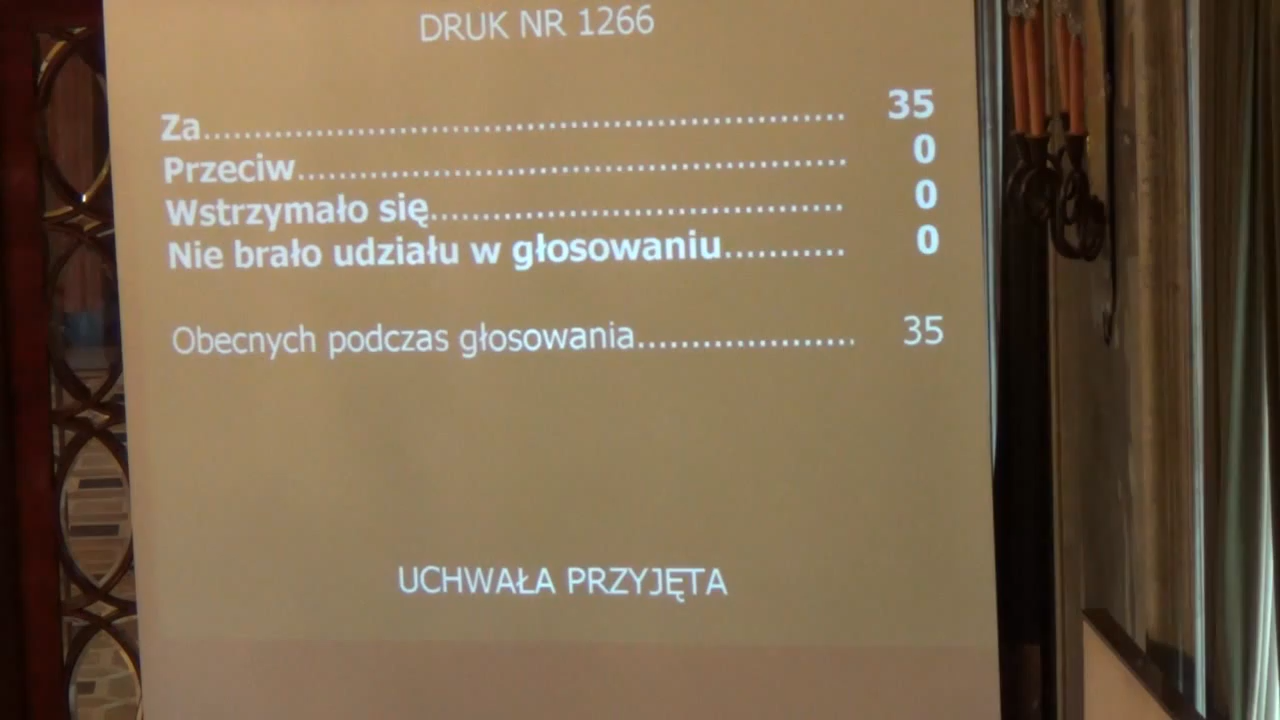 DRUK NR 1266
Za.......................................................... 35
Przeciw................................................. 0
Wstrzymało się..................................... 0
Nie brało udziału w głosowaniu........... 0
Obecnych podczas głosowania.................... 35
UCHWAŁA PRZYJĘTA